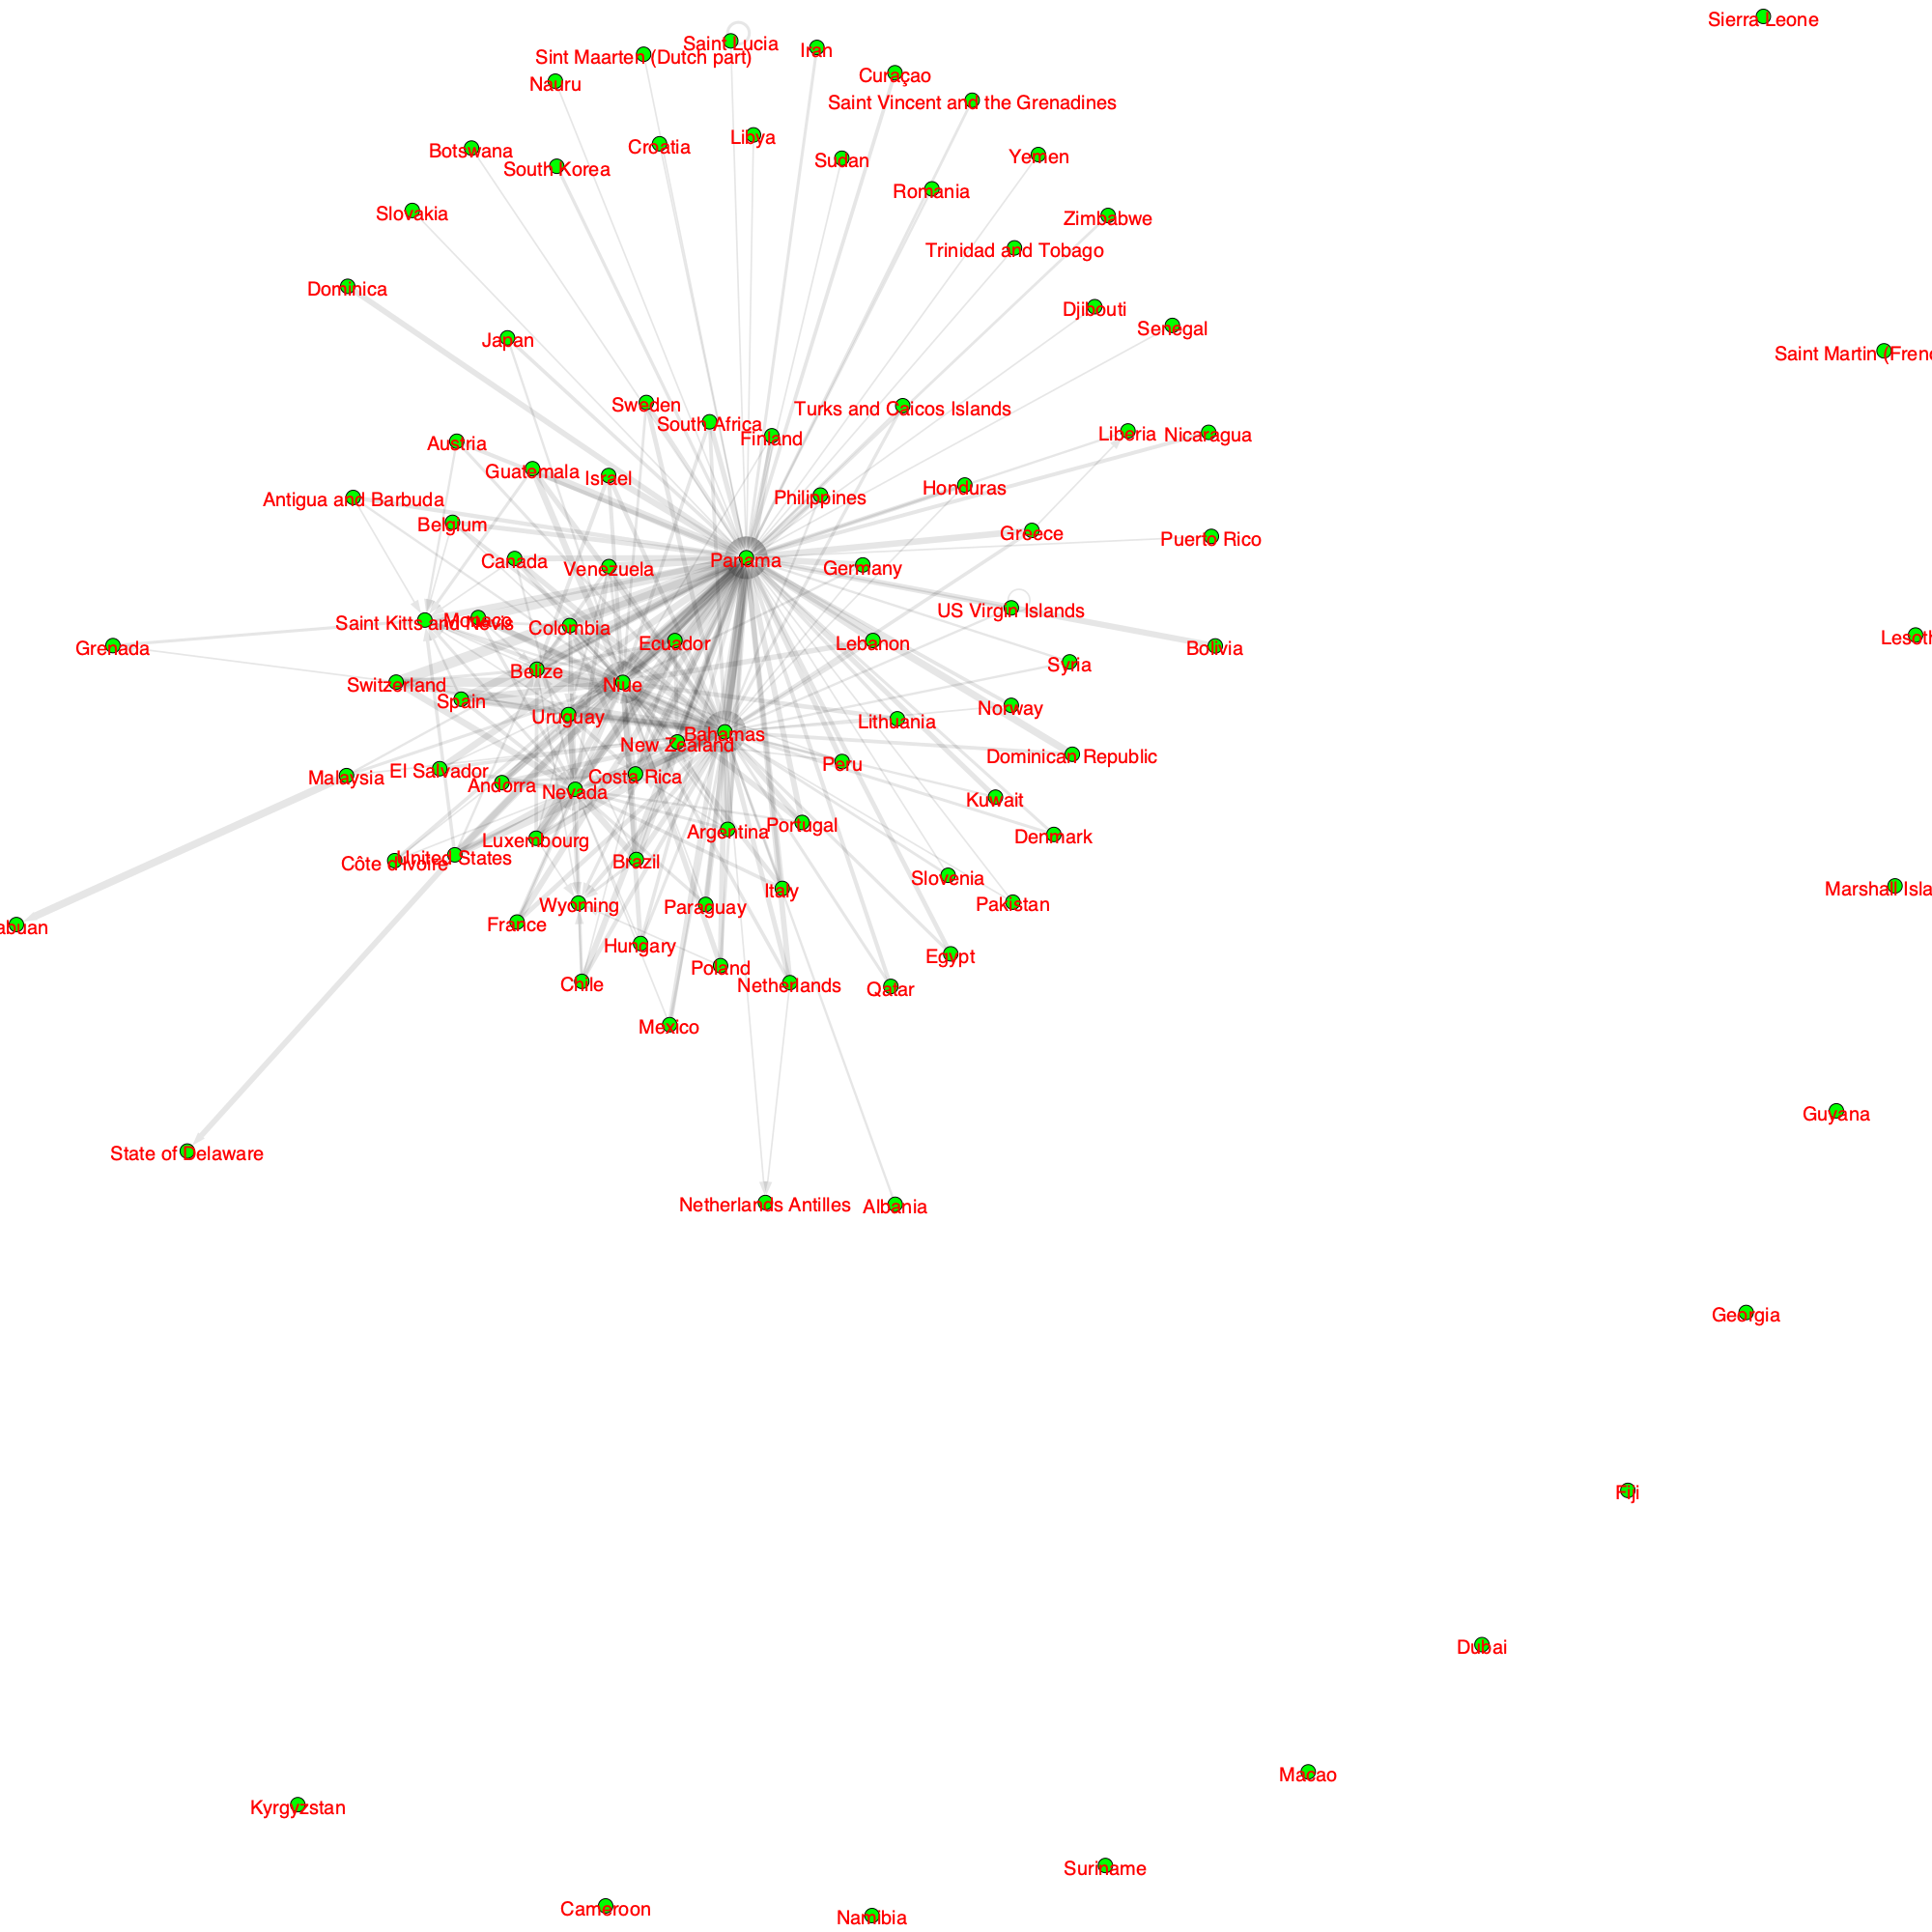 Sierra Leone
Saint Lucia
Iran
Sint Maarten (Dutch part)
Curaçao
Nauru
Saint Vincent and the Grenadines
Libya
Croatia
Botswana
Yemen
Sudan
South Korea
Romania
Slovakia
Zimbabwe
Trinidad and Tobago
Dominica
Djibouti
Senegal
Japan
Saint Martin (Fren
Sweden
Turks and Caicos Islands
South Africa
Finland
Liberia
Nicaragua
Austria
Guatemala
Israel
Honduras
Philippines
Antigua and Barbuda
Belgium
Greece
Puerto Rico
Canada
Panama
Venezuela
Germany
US Virgin Islands
Monaco
Saint Kitts and Nevis
Colombia
Lesoth
Ecuador
Lebanon
Grenada
Bolivia
Syria
Belize
Switzerland
Niue
Spain
Norway
Uruguay
Lithuania
Bahamas
New Zealand
Dominican Republic
Peru
El Salvador
Malaysia
Costa Rica
Andorra
Nevada
Kuwait
Portugal
Argentina
Denmark
Luxembourg
United States
Côte d'Ivoire
Brazil
Slovenia
Italy
Marshall Isla
Pakistan
Wyoming
Paraguay
France
abuan
Hungary
Egypt
Poland
Chile
Netherlands
Qatar
Mexico
Guyana
State of Delaware
Netherlands Antilles
Albania
Georgia
Fiji
Dubai
Macao
Kyrgyzstan
Suriname
Cameroon
Namibia